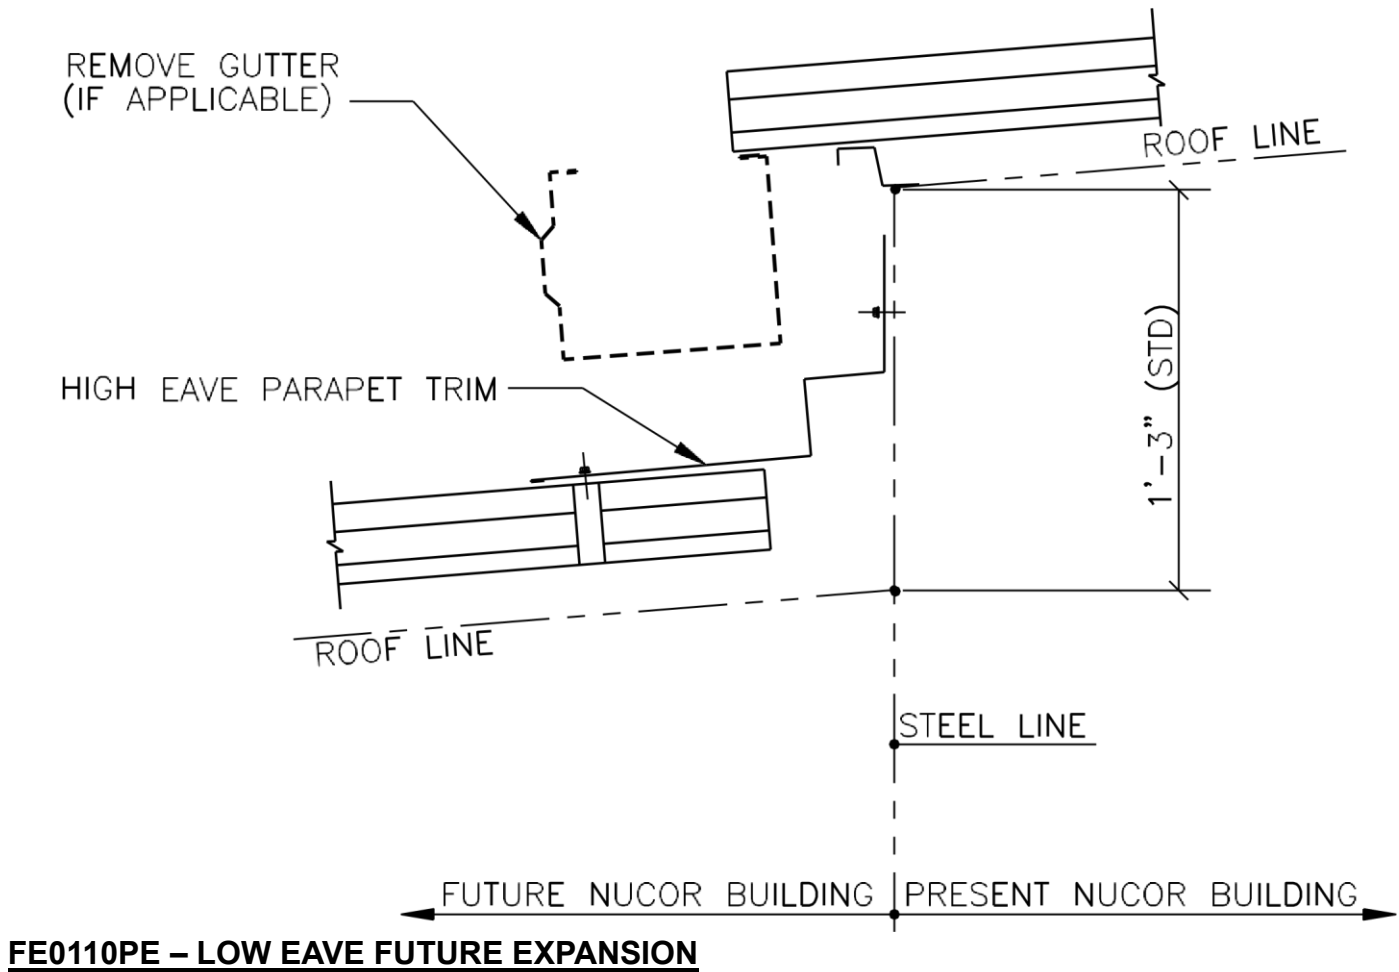 REMOVE GUTTER
(IF APPLICABLE)
ROOF LINE
1'-3" (STD)
HIGH EAVE PARAPET TRIM
ROOF LINE
STEEL LINE
FUTURE NUCOR BUILDING
PRESENT NUCOR BUILDING
FE0110PE – LOW EAVE FUTURE EXPANSION